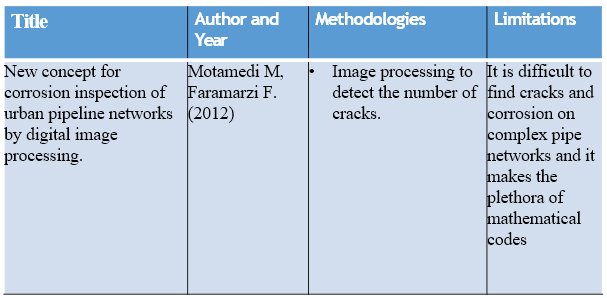 Title
Author and
Year
Methodologies
Limitations
New concept for
corrosion inspection of
urban pipeline networks
by digital image
processing.
Motamedi M,
Faramarzi F.
(2012)
• Image processing to
detect the number of
cracks.
It is difficult to
find cracks and
corrosion on
complex pipe
networks and it
makes the
plethora of
mathematical
codes